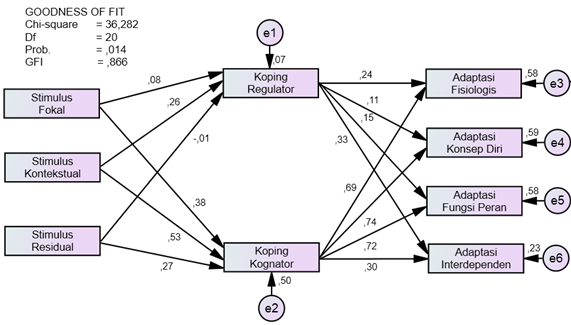 GOODNESS OF FIT
Chi-square = 36,282
Df = 20
Prob. = ,014
GFI = ,866
e1
,07
Koping
Regulator
Stimulus
Fokal
Stimulus
Kontekstual
Stimulus
Residual
,08
,26
-,01
,38
,53
,27
Koping
Kognator
,50
e2
,24
,11
,15
,33
,69
,74
,72
,30
Adaptasi
Fisiologis
,58
e3
Adaptasi
Konsep Diri
,59
e4
Adaptasi
Fungsi Peran
,58
e5
Adaptasi
Interdependen
,23
e6